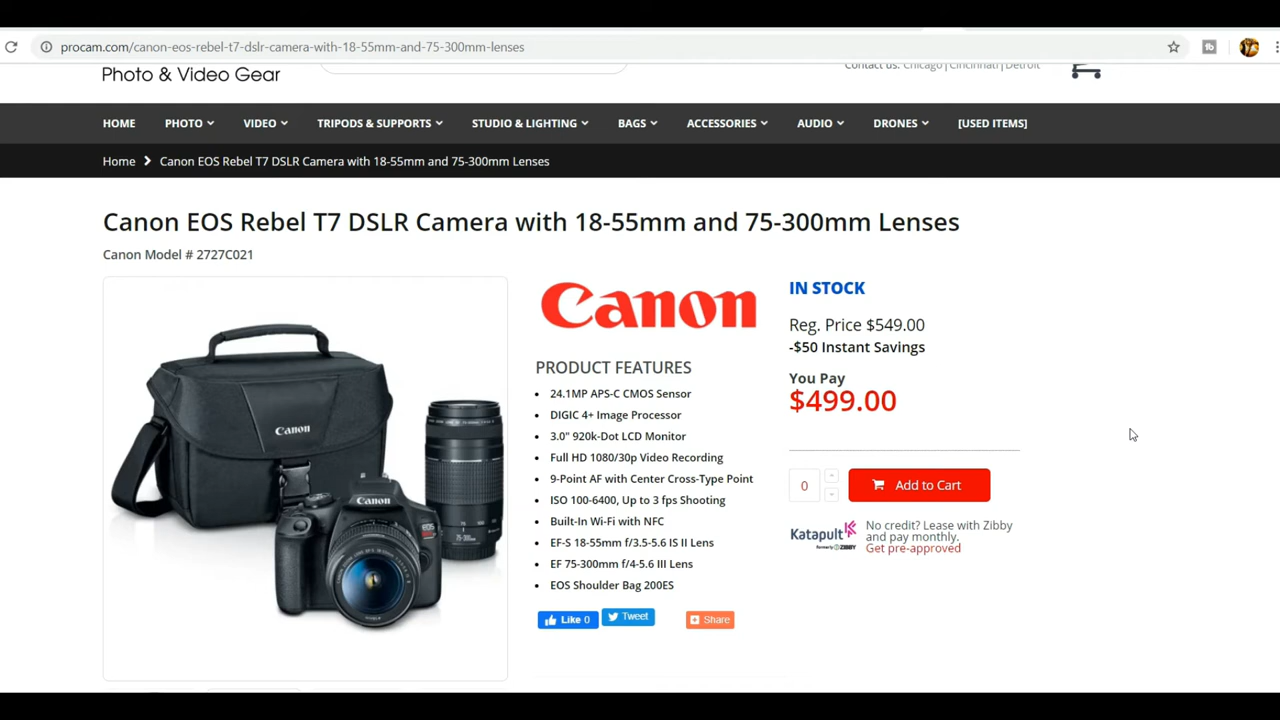 procam.com/canon-eos-rebel-t7-dslr-camera-with-18-55mm-and-75-300mm-lenses
Photo & Video Gear
Contact us: Chicago | Cincinnati | Detroit
HOME PHOTO VIDEO TRIPODS & SUPPORTS STUDIO & LIGHTING BAGS ACCESSORIES AUDIO DRONES [USED ITEMS]
Home Canon EOS Rebel T7 DSLR Camera with 18-55mm and 75-300mm Lenses
Canon EOS Rebel T7 DSLR Camera with 18-55mm and 75-300mm Lenses
Canon Model # 2727C021
Canon
Canon
EOS
75-300
Canon
PRODUCT FEATURES
24.1MP APS-C CMOS Sensor
DIGIC 4+ Image Processor
3.0" 920k-Dot LCD Monitor
Full HD 1080/30p Video Recording
9-Point AF with Center Cross-Type Point
ISO 100-6400, Up to 3 fps Shooting
Built-In Wi-Fi with NFC
EF-S 18-55mm f/3.5-5.6 IS II Lens
EF 75-300mm f/4-5.6 III Lens
EOS Shoulder Bag 200ES
Like 0 Tweet Share
IN STOCK
Reg. Price $549.00
-$50 Instant Savings
You Pay
$499.00
0 Add to Cart
Katapult
formerly ZIBBY
No credit? Lease with Zibby
and pay monthly.
Get pre-approved